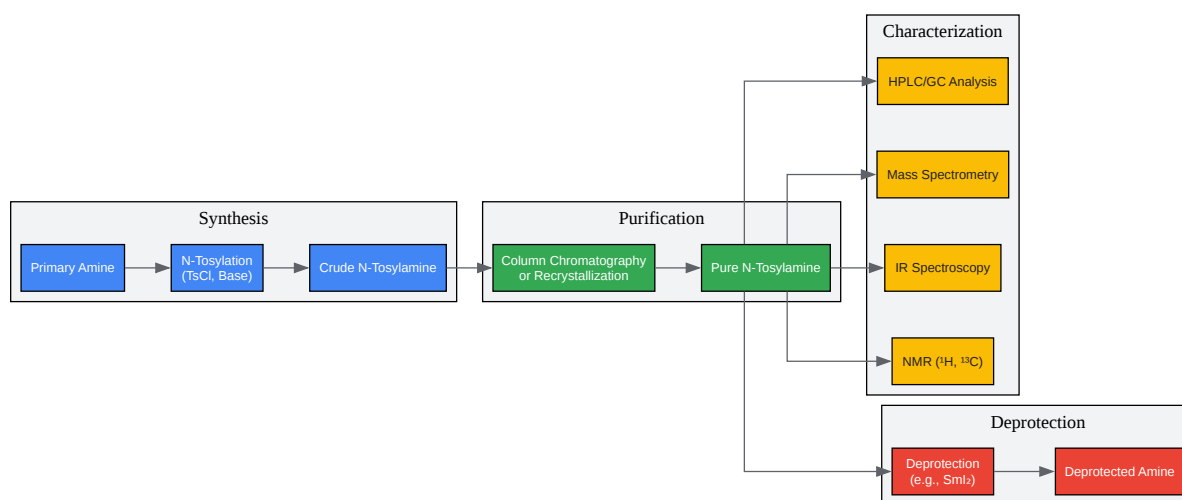 Characterization
HPLC/GC Analysis
Mass Spectrometry
Synthesis
Purification
Primary Amine
N-Tosylation
(TsCl, Base)
Crude N-Tosylamine
Column Chromatography
or Recrystallization
Pure N-Tosylamine
IR Spectroscopy
NMR (¹H, ¹³C)
Deprotection
Deprotection
(e.g., SmI₂)
Deprotected Amine